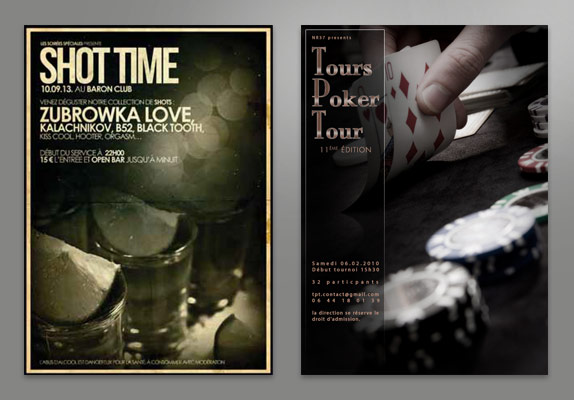 LES SOIRÉES SPÉCIALES PRESENTE
SHOT TIME
10.09.13, AU BARON CLUB
VENEZ DÉGUSTER NOTRE COLLECTION DE SHOTS :
ZUBROWKA LOVE,
KALACHNIKOV, B52, BLACK TOOTH,
KISS COOL, HOOTER, ORGASM...
DÉBUT DU SERVICE À 22H00
15 € L'ENTRÉE ET OPEN BAR JUSQU'À MINUIT
L'ABUS D'ALCOOL EST DANGEREUX POUR LA SANTÉ À CONSOMMER AVEC MODÉRATION.
NR37 presents
Tours
Poker
Tour
11ÈME ÉDITION
Samedi 06.02.2010
Début tournoi 15h30
32 particpants
tpt.contact@gmail.com
06 44 18 01 39
la direction se réserve le
droit d'admission.